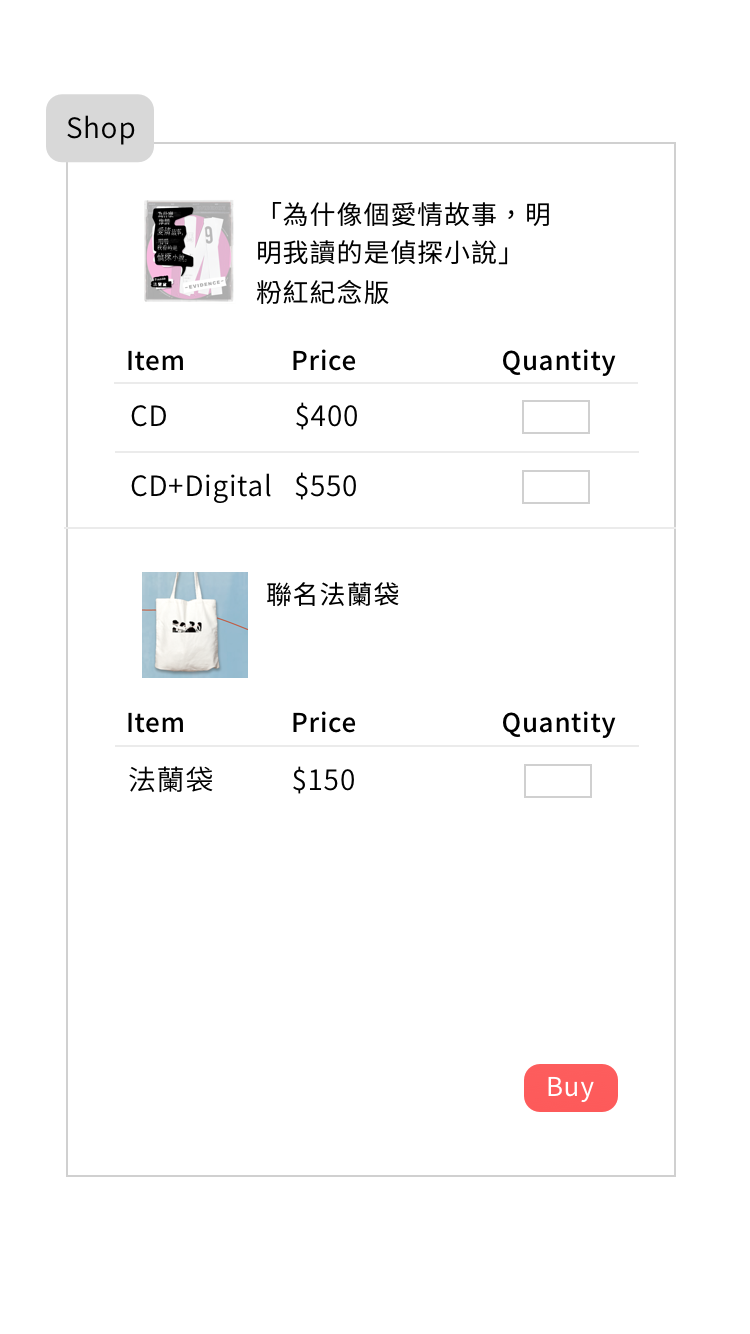 Shop
「為什像個愛情故事，明
明我讀的是偵探小說」
粉紅紀念版
Item Price Quantity
CD $400
CD+Digital $550
9
-EVIDENCE-
聯名法蘭袋
Item Price Quantity
法蘭袋 $150
Buy